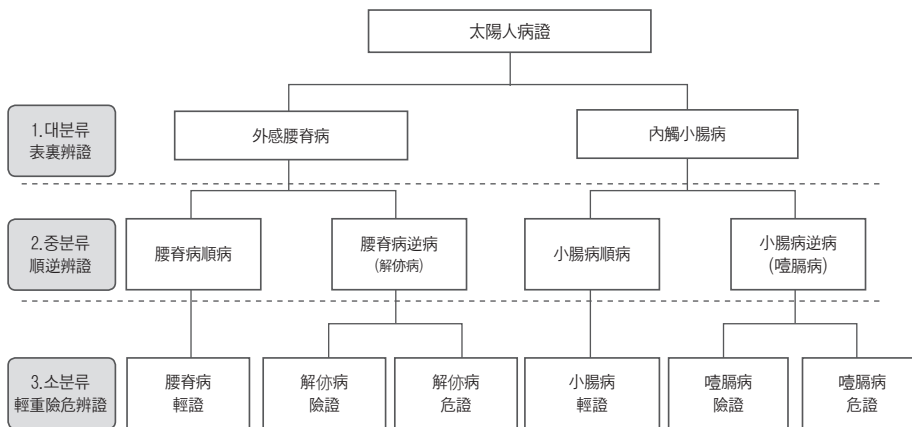 太陽人病證
1.대분류
表裏辨證
外感腰脊病
內觸小腸病
2.중분류
順逆辨證
腰脊病順病
腰脊病逆病
(解㑊病)
小腸病順病
小腸病逆病
(噎膈病)
3.소분류
輕重險危辨證
腰脊病
輕證
解㑊病
險證
解㑊病
危證
小腸病
輕證
噎膈病
險證
噎膈病
危證